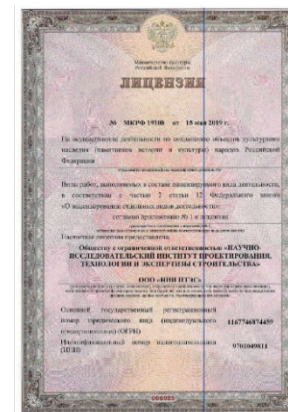 Министерство культуры
Российской Федерации
ЛИЦЕНЗИЯ
№ МКРФ 19208 от 15 мая 2019 г.
На осуществление деятельности по сохранению объектов культурного
наследия (памятников истории и культуры) народов Российской
Федерации
Виды работ, выполняемых в составе лицензируемого вида деятельности,
в соответствии с частью 2 статьи 12 Федерального закона
«О лицензировании отдельных видов деятельности»:
согласно приложению № 1 к лицензии
Настоящая лицензия предоставлена
Обществу с ограниченной ответственностью «НАУЧНО-
ИССЛЕДОВАТЕЛЬСКИЙ ИНСТИТУТ ПРОЕКТИРОВАНИЯ,
ТЕХНОЛОГИИ И ЭКСПЕРТИЗЫ СТРОИТЕЛЬСТВА»
ООО «НИИ ПТЭС»
Основной государственный регистрационный
номер юридического лица (индивидуального
предпринимателя) (ОГРН) 1167746874459
Идентификационный номер налогоплательщика
(ИНН) 9701049811